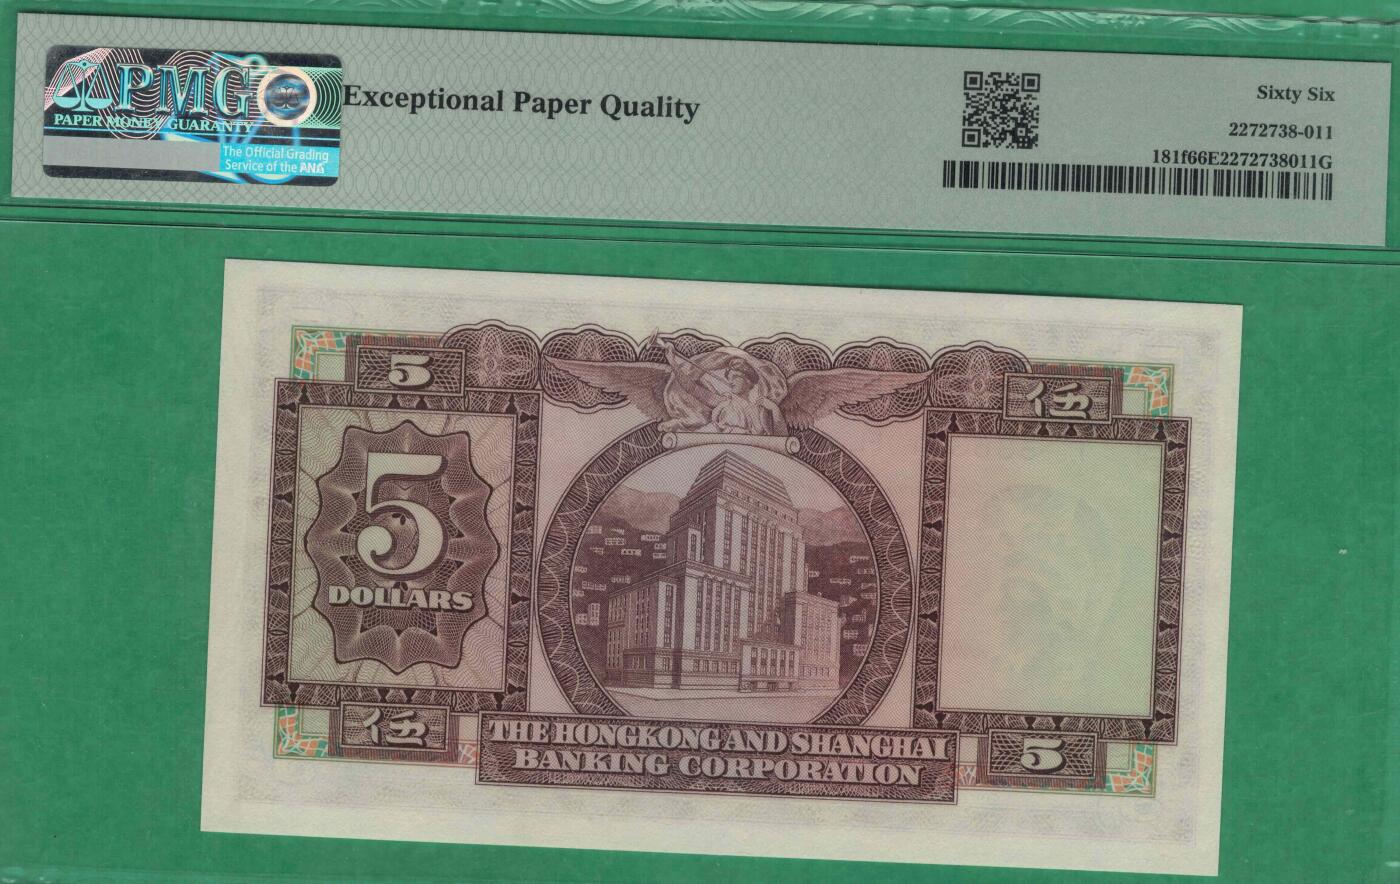 PMG
PAPER MONEY GUARANTY
The Official Grading
Service of the ANA
Exceptional Paper Quality
Sixty Six
2272738-011
181f66E2272738011G
5
伍
5
DOLLARS
伍
THE HONGKONG AND SHANGHAI
BANKING CORPORATION
5